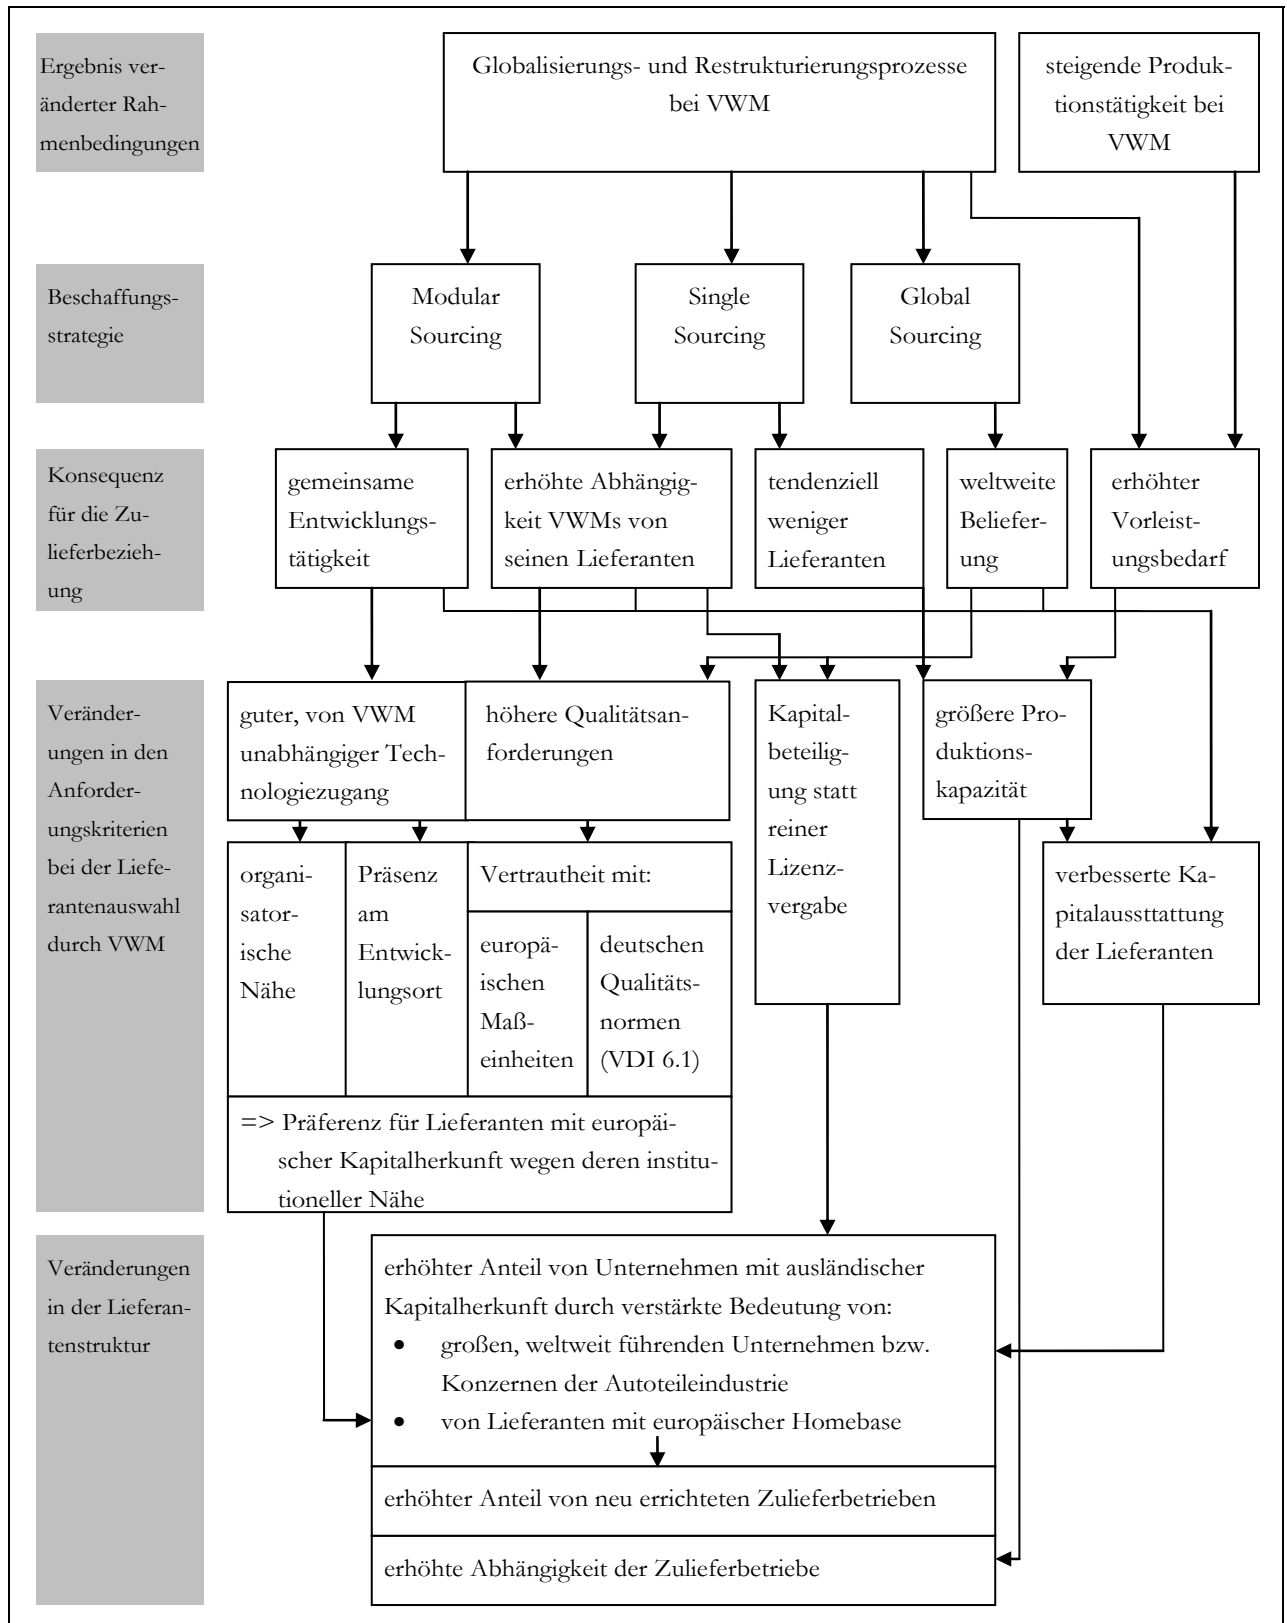 Ergebnis ver-
änderter Rah-
menbedingungen
Globalisierungs- und Restrukturierungsprozesse
bei VWM
steigende Produk-
tionstätigkeit bei
VWM
Beschaffungs-
strategie
Modular
Sourcing
Single
Sourcing
Global
Sourcing
Konsequenz
für die Zu-
lieferbezieh-
ung
gemeinsame
Entwicklungs-
tätigkeit
erhöhte Abhängig-
keit VWMs von
seinen Lieferanten
tendenziell
weniger
Lieferanten
weltweite
Beliefer-
ung
erhöhter
Vorleist-
ungsbedarf
Veränder-
ungen in den
Anforder-
ungskriterien
bei der Liefe-
rantenauswahl
durch VWM
guter, von VWM
unabhängiger Tech-
nologiezugang
höhere Qualitätsan-
forderungen
Kapital-
beteilig-
ung statt
reiner
Lizenz-
vergabe
größere Pro-
duktions-
kapazität
organi-
sator-
ische
Nähe
Präsenz
am
Entwick-
lungsort
Vertrautheit mit:
europä-
ischen
Maß-
einheiten
deutschen
Qualitäts-
normen
(VDI 6.1)
verbesserte Ka-
pitalaussttattung
der Lieferanten
=> Präferenz für Lieferanten mit europäi-
scher Kapitalherkunft wegen deren institu-
tioneller Nähe
Veränderungen
in der Lieferan-
tenstruktur
erhöhter Anteil von Unternehmen mit ausländischer
Kapitalherkunft durch verstärkte Bedeutung von:
• großen, weltweit führenden Unternehmen bzw.
Konzernen der Autoteileindustrie
• von Lieferanten mit europäischer Homebase
erhöhter Anteil von neu errichteten Zulieferbetrieben
erhöhte Abhängigkeit der Zulieferbetriebe